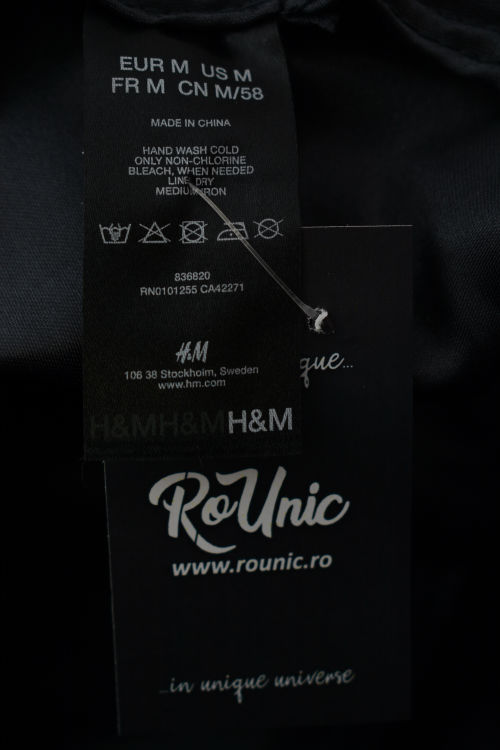 EUR M US M
FR M CN M/58
MADE IN CHINA
HAND WASH COLD
ONLY NON-CHLORINE
BLEACH, WHEN NEEDED
LINE DRY
MEDIUM IRON
836820
RN0101255 CA42271
H&M
106 38 Stockholm, Sweden
www.hm.com
H&MH&MH&M
que...
RoUnic
www.rounic.ro
...in unique universe